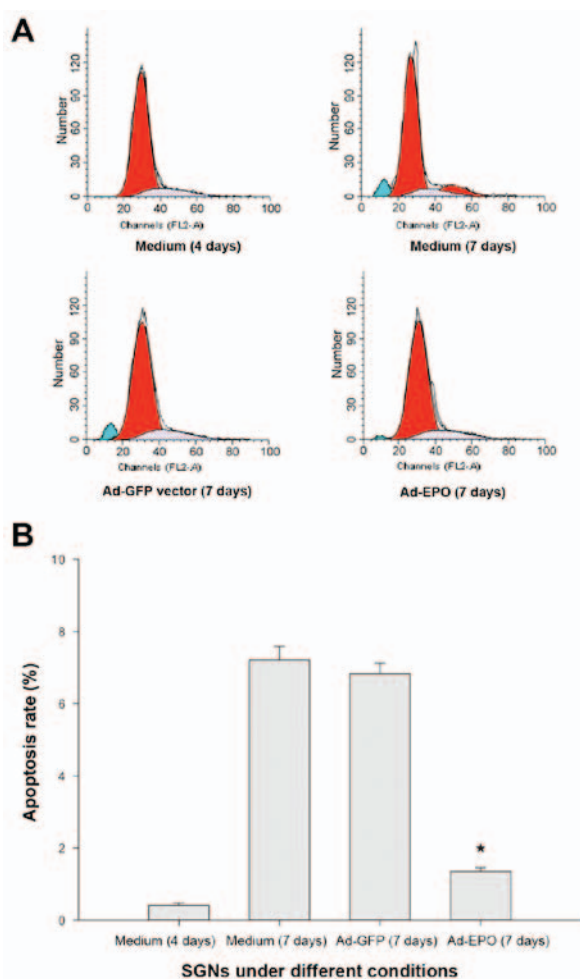 A
Number
120
90
60
30
0
0 20 40 60 80 100
Channels (FL2-A)
Medium (4 days)
Number
120
90
60
30
0
0 20 40 60 80 100
Channels (FL2-A)
Medium (7 days)
Number
120
90
60
30
0
0 20 40 60 80 100
Channels (FL2-A)
Ad-GFP vector (7 days)
Number
120
90
60
30
0
0 20 40 60 80 100
Channels (FL2-A)
Ad-EPO (7 days)
B
Apoptosis rate (%)
10
8
6
4
2
0
★
Medium (4 days) Medium (7 days) Ad-GFP (7 days) Ad-EPO (7 days)
SGNs under different conditions